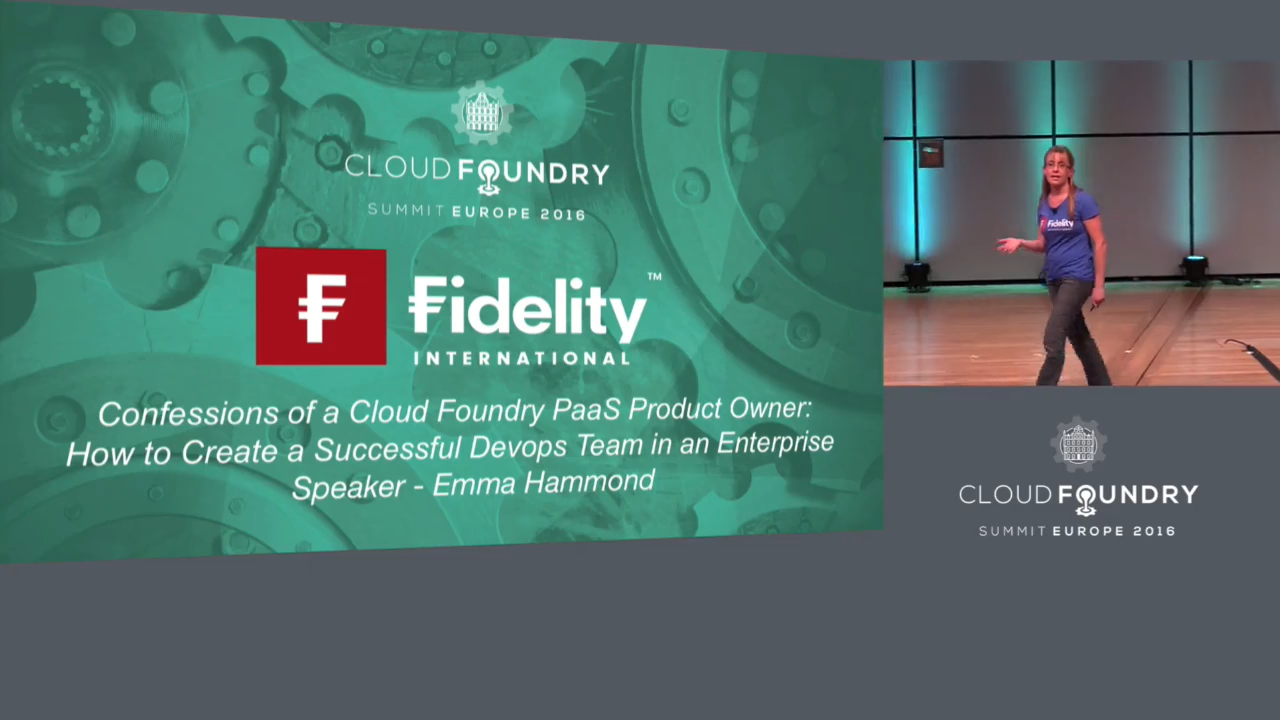 CLOUD FOUNDRY
SUMMIT EUROPE 2016
Fidelity™
INTERNATIONAL
Confessions of a Cloud Foundry PaaS Product Owner:
How to Create a Successful Devops Team in an Enterprise
Speaker - Emma Hammond
Fidelity
CLOUD FOUNDRY
SUMMIT EUROPE 2016